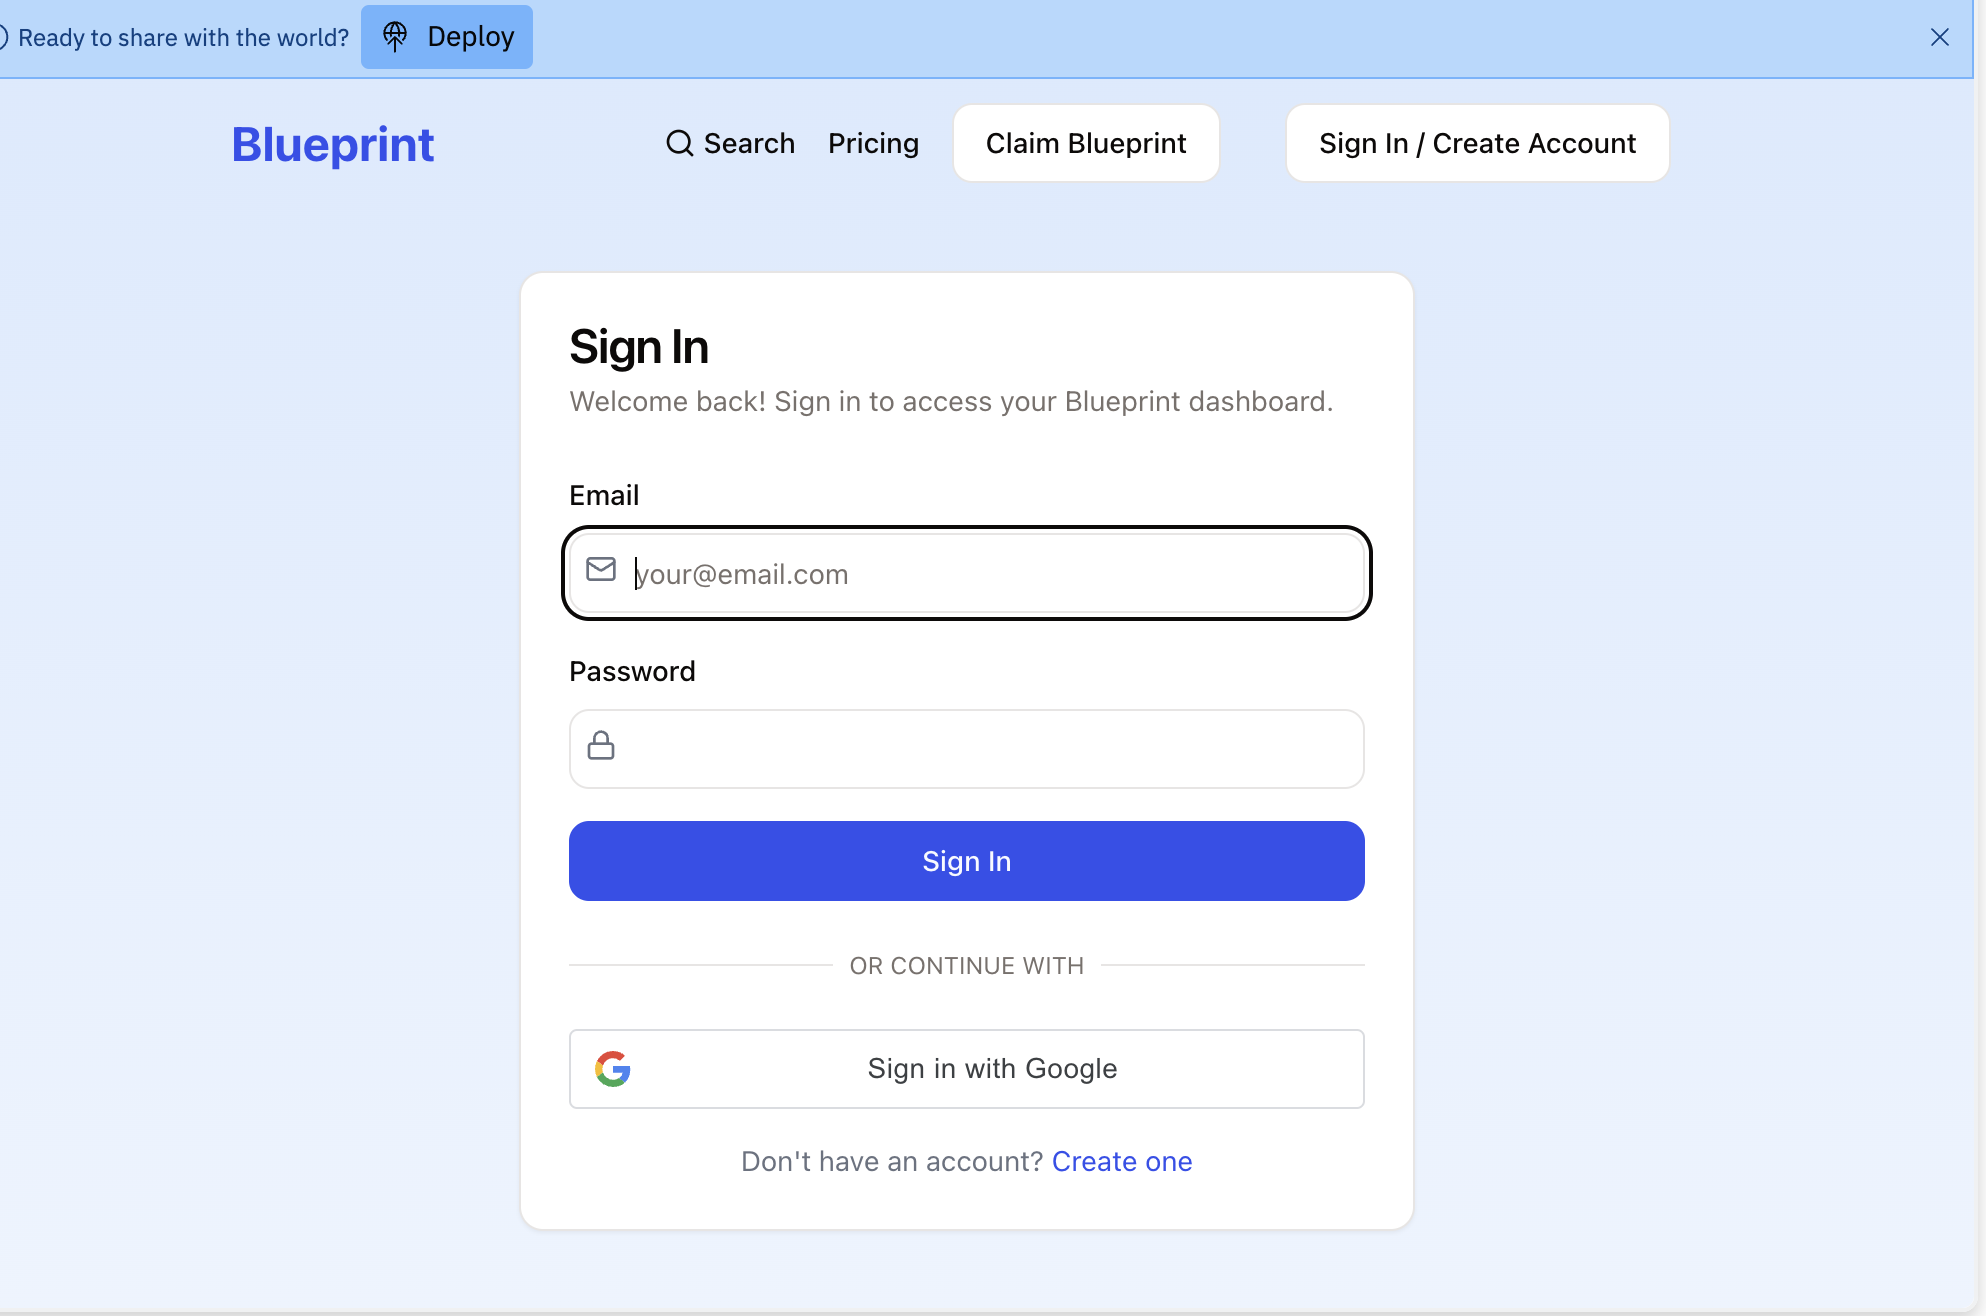 Ready to share with the world? Deploy
Blueprint Search Pricing Claim Blueprint Sign In / Create Account
Sign In
Welcome back! Sign in to access your Blueprint dashboard.
Email
your@email.com
Password
Sign In
OR CONTINUE WITH
Sign in with Google
Don't have an account? Create one